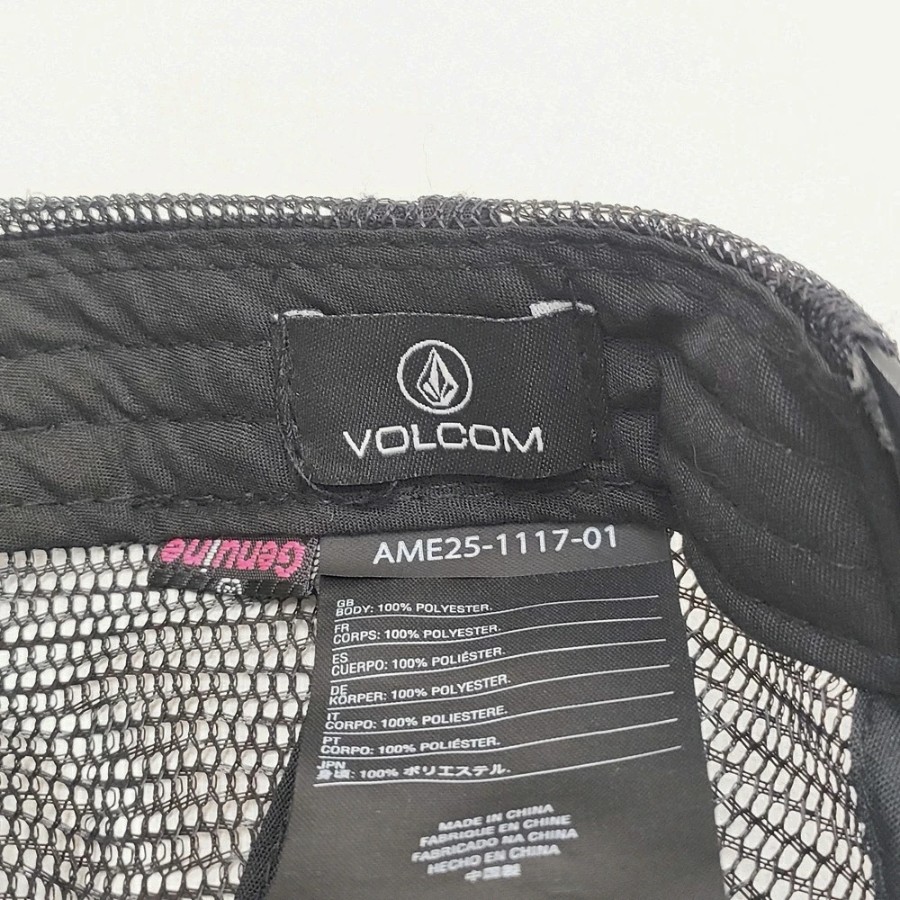 VOLCOM
Genuine
AME25-1117-01
GB
BODY: 100% POLYESTER.
FR
CORPS: 100% POLYESTER.
ES
CUERPO: 100% POLIÉSTER.
DE
KÖRPER: 100% POLYESTER.
IT
CORPO: 100% POLIESTERE.
PT
CORPO: 100% POLIÉSTER.
JPN
身頃: 100% ポリエステル.
MADE IN CHINA
FABRIQUE EN CHINE
FABRICADO NA CHINA
HECHO EN CHINA
中国製